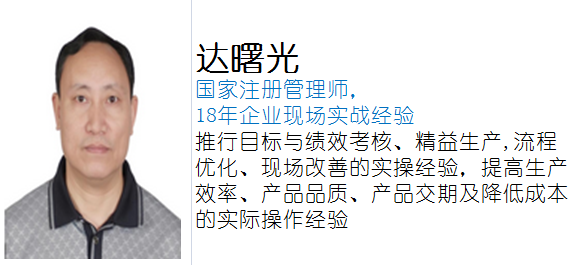 达曙光
国家注册管理师，
18年企业现场实战经验
推行目标与绩效考核、精益生产,流程
优化、现场改善的实操经验，提高生产
效率、产品品质、产品交期及降低成本
的实际操作经验